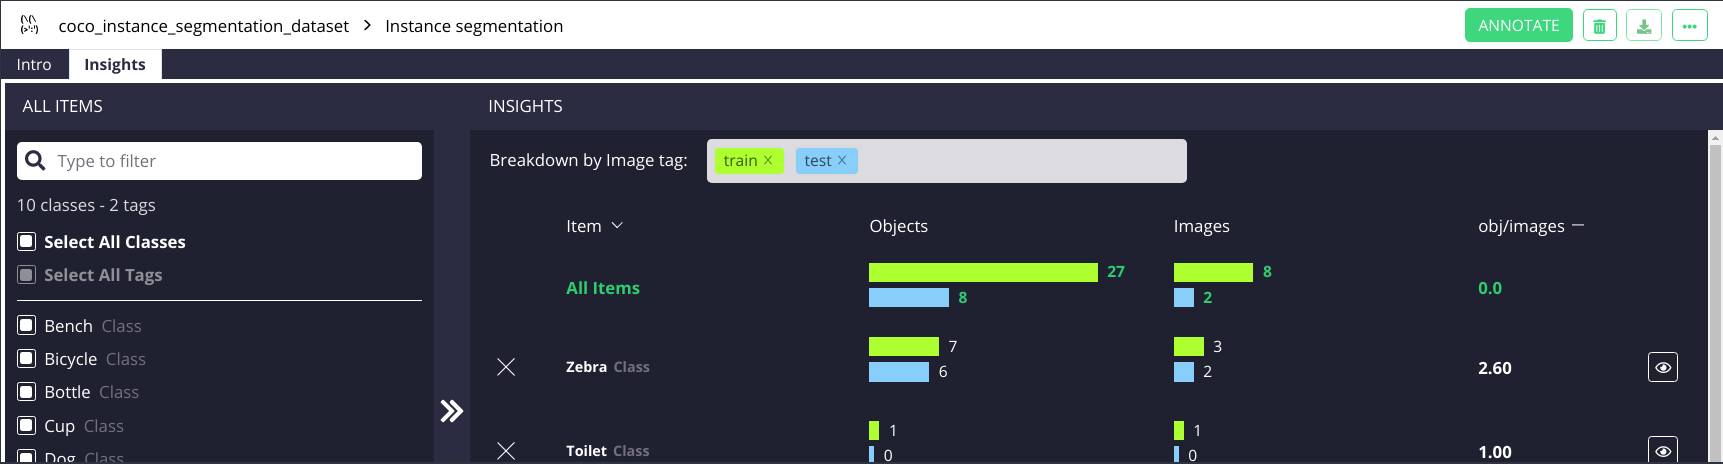 coco_instance_segmentation_dataset > Instance segmentation
ANNOTATE
Intro
Insights
ALL ITEMS
Type to filter
10 classes - 2 tags
Select All Classes
Select All Tags
Bench Class
Bicycle Class
Bottle Class
Cup Class
Dog Class
INSIGHTS
Breakdown by Image tag: train × test ×
Item Objects Images obj/images
27 8
All Items 0.0
8 2
7 3
Zebra Class 2.60
6 2
1 1
Toilet Class 1.00
0 0